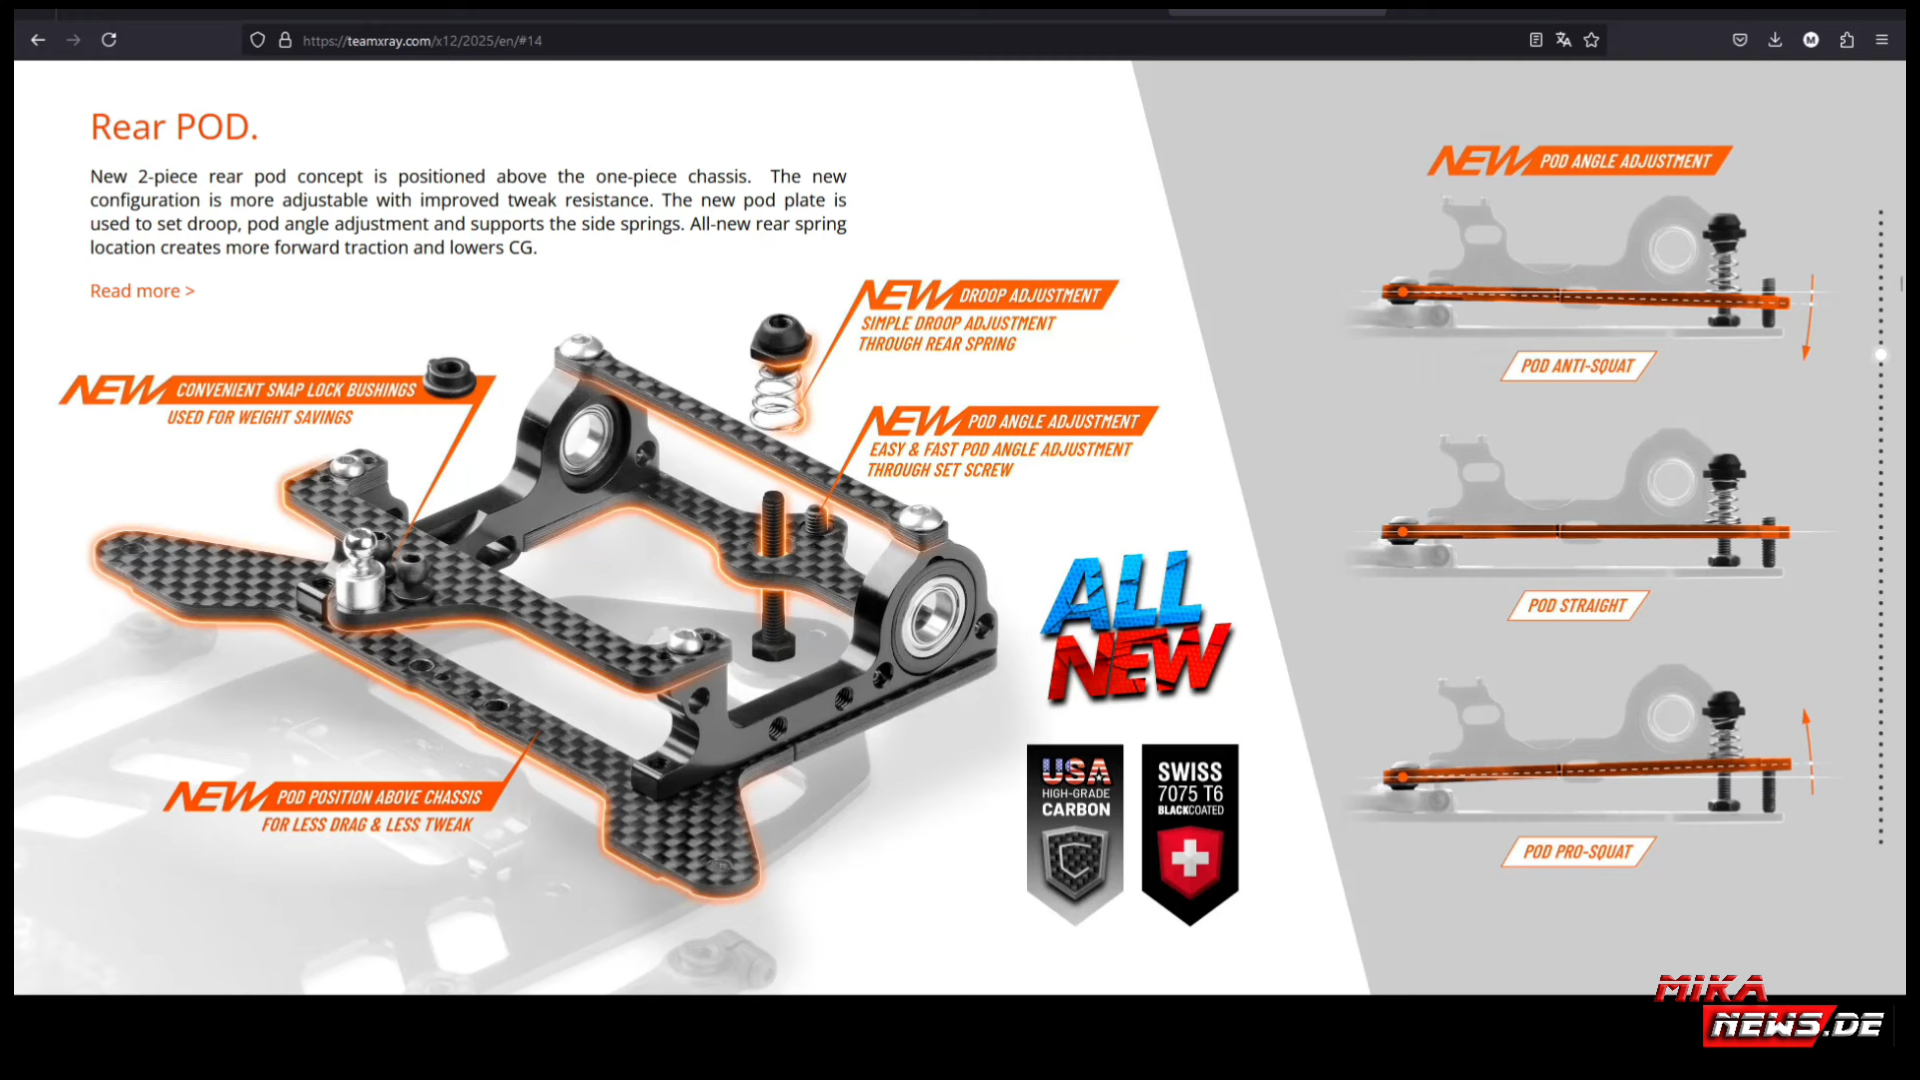 https://teamxray.com/x12/2025/en/#14
M
Rear POD.
New 2-piece rear pod concept is positioned above the one-piece chassis. The new
configuration is more adjustable with improved tweak resistance. The new pod plate is
used to set droop, pod angle adjustment and supports the side springs. All-new rear spring
location creates more forward traction and lowers CG.
Read more >
NEW DROOP ADJUSTMENT
SIMPLE DROOP ADJUSTMENT
THROUGH REAR SPRING
NEW CONVENIENT SNAP LOCK BUSHINGS
USED FOR WEIGHT SAVINGS
NEW POD ANGLE ADJUSTMENT
EASY & FAST POD ANGLE ADJUSTMENT
THROUGH SET SCREW
NEW POD POSITION ABOVE CHASSIS
FOR LESS DRAG & LESS TWEAK
ALL
NEW
USA
HIGH-GRADE
CARBON
C
SWISS
7075 T6
BLACKCOATED
NEW POD ANGLE ADJUSTMENT
POD ANTI-SQUAT
POD STRAIGHT
POD PRO-SQUAT
MIKA
NEWS.DE